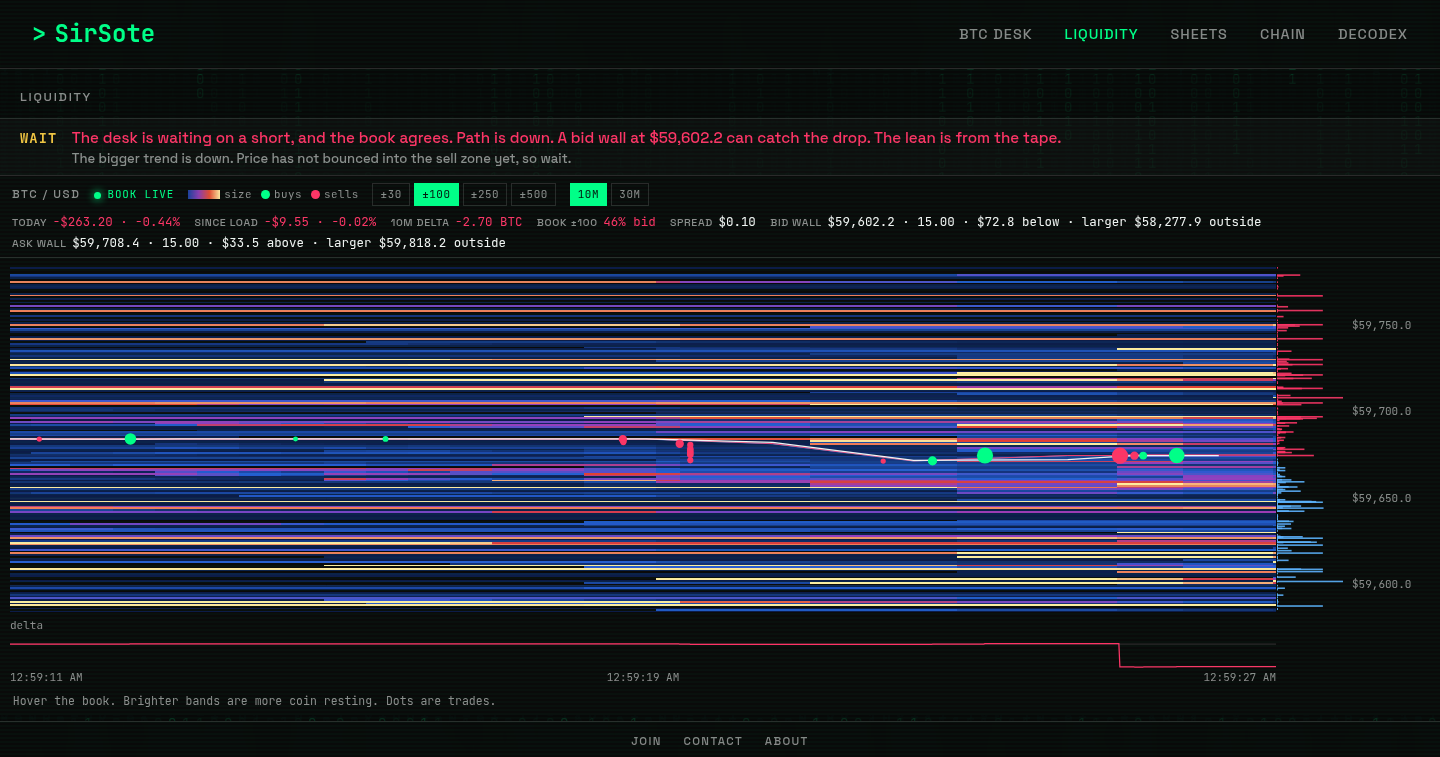 > SirSote
BTC DESK LIQUIDITY SHEETS CHAIN DECODEX
LIQUIDITY
WAIT The desk is waiting on a short, and the book agrees. Path is down. A bid wall at $59,602.2 can catch the drop. The lean is from the tape.
The bigger trend is down. Price has not bounced into the sell zone yet, so wait.
BTC / USD BOOK LIVE size buys sells ±30 ±100 ±250 ±500 10M 30M
TODAY -$263.20 · -0.44% SINCE LOAD -$9.55 · -0.02% 10M DELTA -2.70 BTC BOOK ±100 46% bid SPREAD $0.10 BID WALL $59,602.2 · 15.00 · $72.8 below · larger $58,277.9 outside
ASK WALL $59,708.4 · 15.00 · $33.5 above · larger $59,818.2 outside
$59,750.0
$59,700.0
$59,650.0
$59,600.0
delta
12:59:11 AM 12:59:19 AM 12:59:27 AM
Hover the book. Brighter bands are more coin resting. Dots are trades.
JOIN CONTACT ABOUT